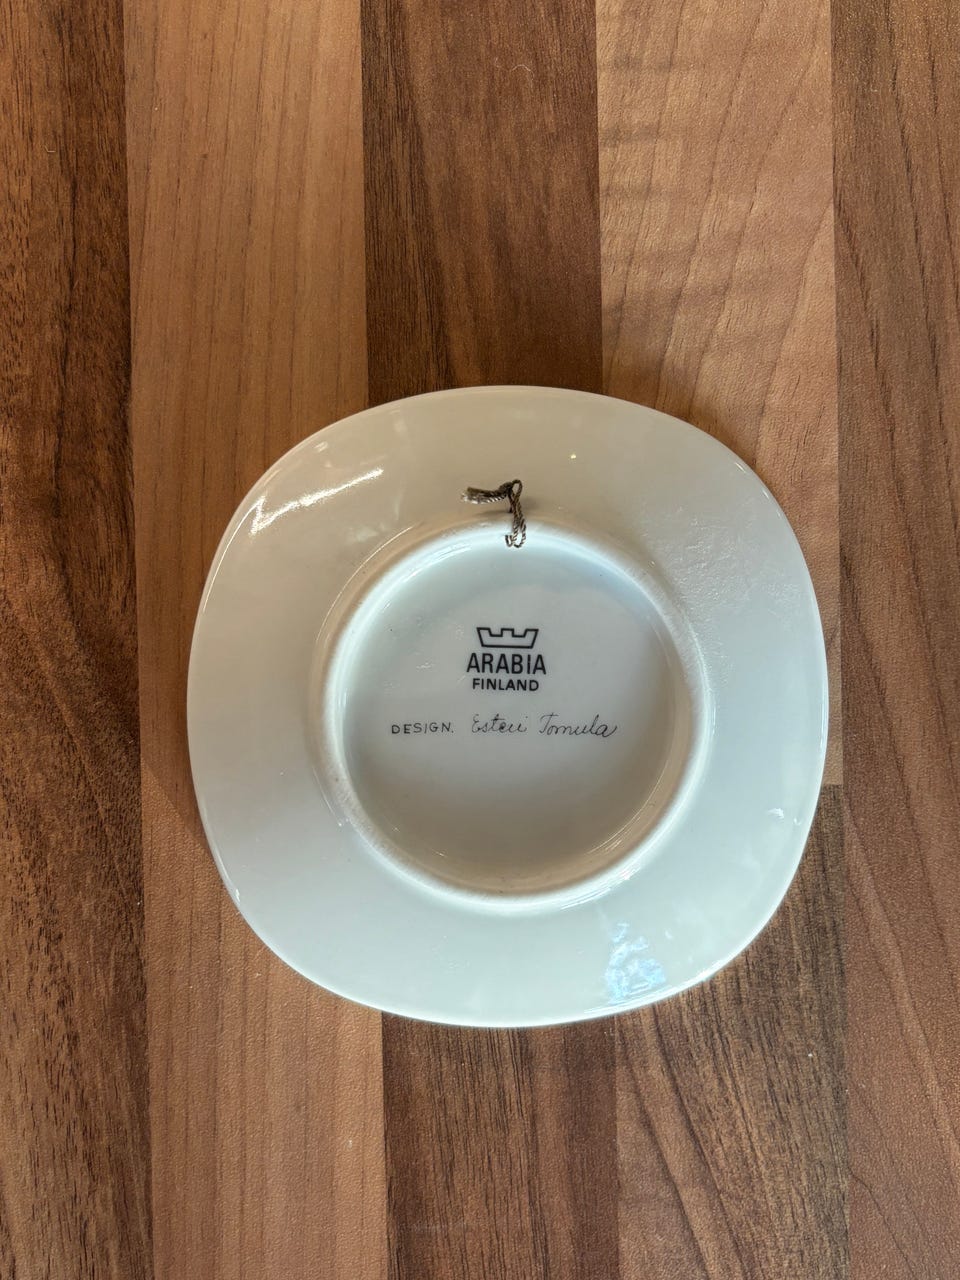 ARABIA
FINLAND
DESIGN. Esteri Tomula